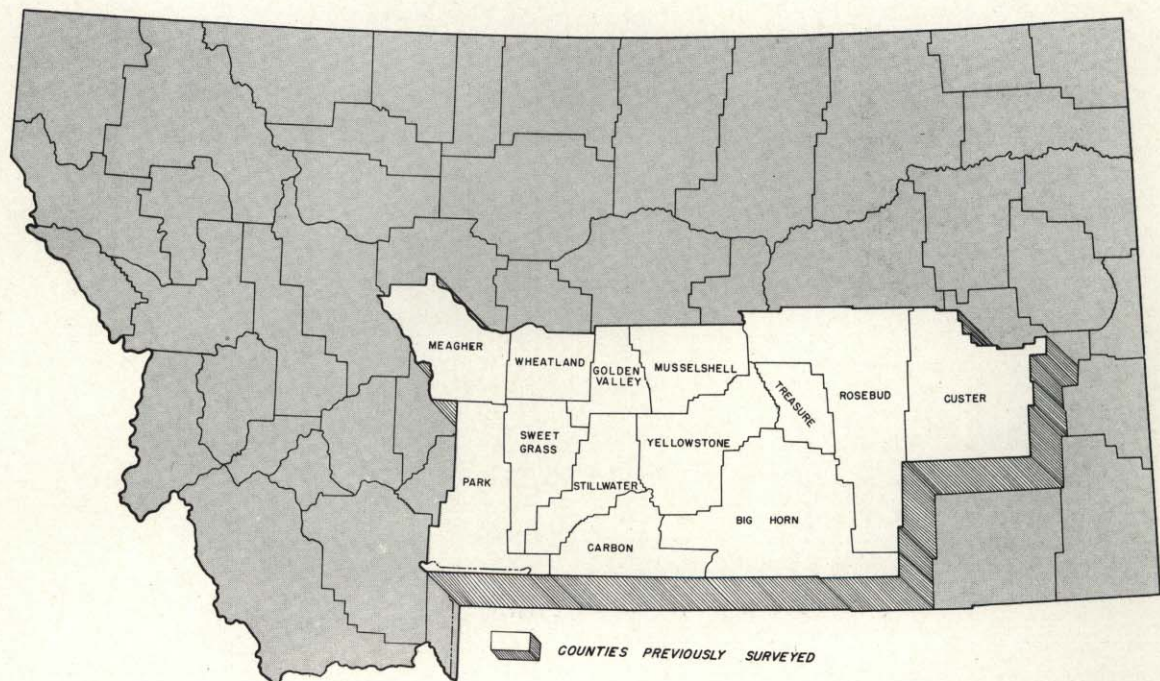 MEAGHER
WHEATLAND
GOLDEN
VALLEY
MUSSELSHELL
TREASURE
ROSEBUD
CUSTER
SWEET
GRASS
YELLOWSTONE
PARK
STILLWATER
BIG HORN
CARBON
COUNTIES PREVIOUSLY SURVEYED